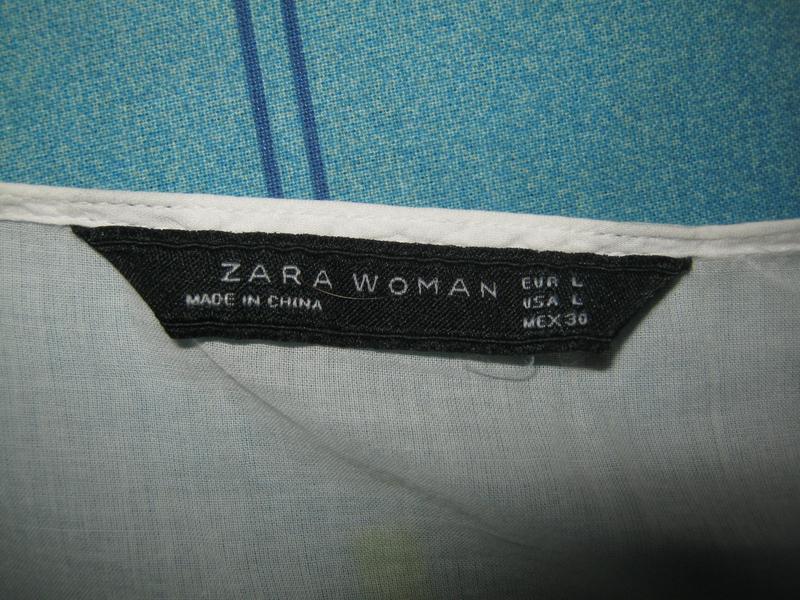 ZARA WOMAN
MADE IN CHINA
EUR L
USA L
MEX 30